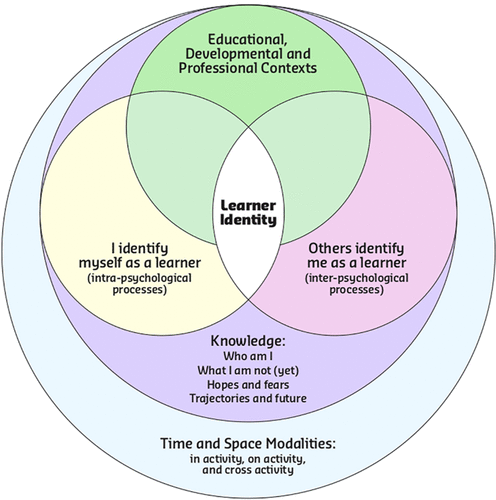 Educational,
Developmental and
Professional Contexts
Learner
Identity
I identify
myself as a learner
(intra-psychological
processes)
Others identify
me as a learner
(inter-psychological
processes)
Knowledge:
Who am I
What I am not (yet)
Hopes and fears
Trajectories and future
Time and Space Modalities:
in activity, on activity,
and cross activity